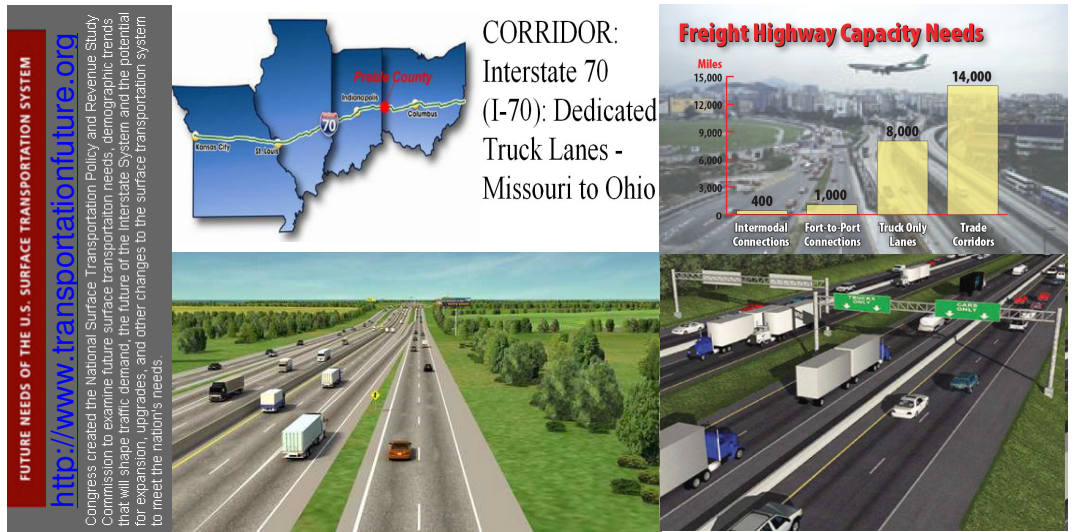 FUTURE NEEDS OF THE U.S. SURFACE TRANSPORTATION SYSTEM
http://www.transportationfuture.org
Congress created the National Surface Transportation Policy and Revenue Study
Commission to examine future surface transportaiton needs, demographic trends
that will shape traffic demand, the future of the Interstate System and the potential
for expansion, upgrades, and other changes to the surface transportation system
to meet the nation's needs.
Preble County
Indianapolis
Columbus
70
Kansas City
St. Louis
CORRIDOR:
Interstate 70
(I-70): Dedicated
Truck Lanes -
Missouri to Ohio
Freight Highway Capacity Needs
Miles
15,000
12,000
9,000
6,000
3,000
0
400
1,000
8,000
14,000
Intermodal
Connections
Fort-to-Port
Connections
Truck Only
Lanes
Trade
Corridors
TRUCKS
ONLY
CARS
ONLY